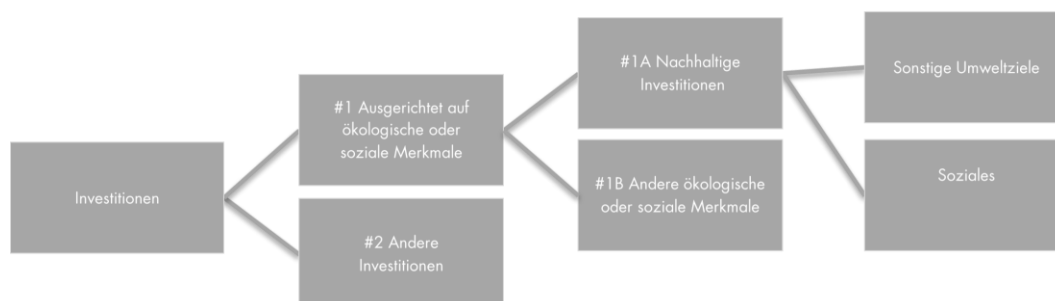 Investitionen
#1 Ausgerichtet auf
ökologische oder
soziale Merkmale
#2 Andere
Investitionen
#1A Nachhaltige
Investitionen
#1B Andere ökologische
oder soziale Merkmale
Sonstige Umweltziele
Soziales